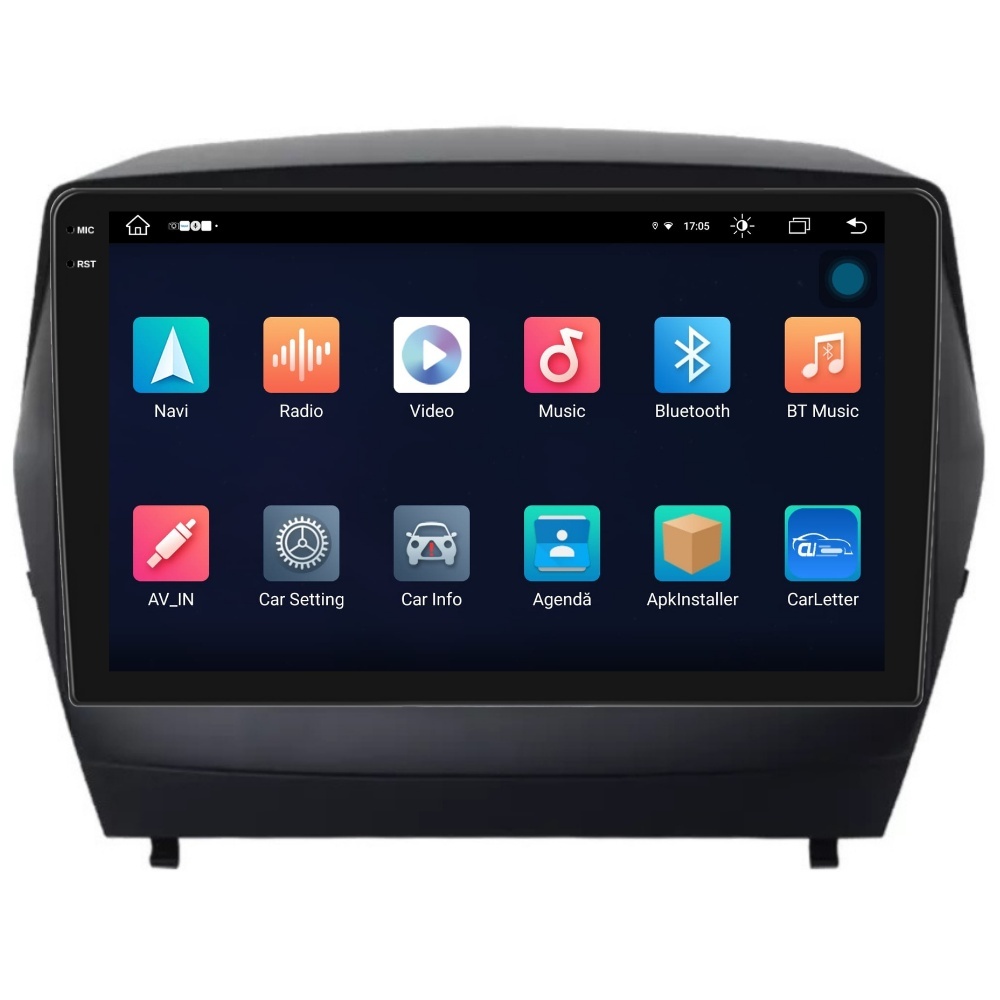 MIC
17:05
RST
Navi
Radio
Video
Music
Bluetooth
BT Music
AV_IN
Car Setting
Car Info
Agendă
ApkInstaller
CarLetter